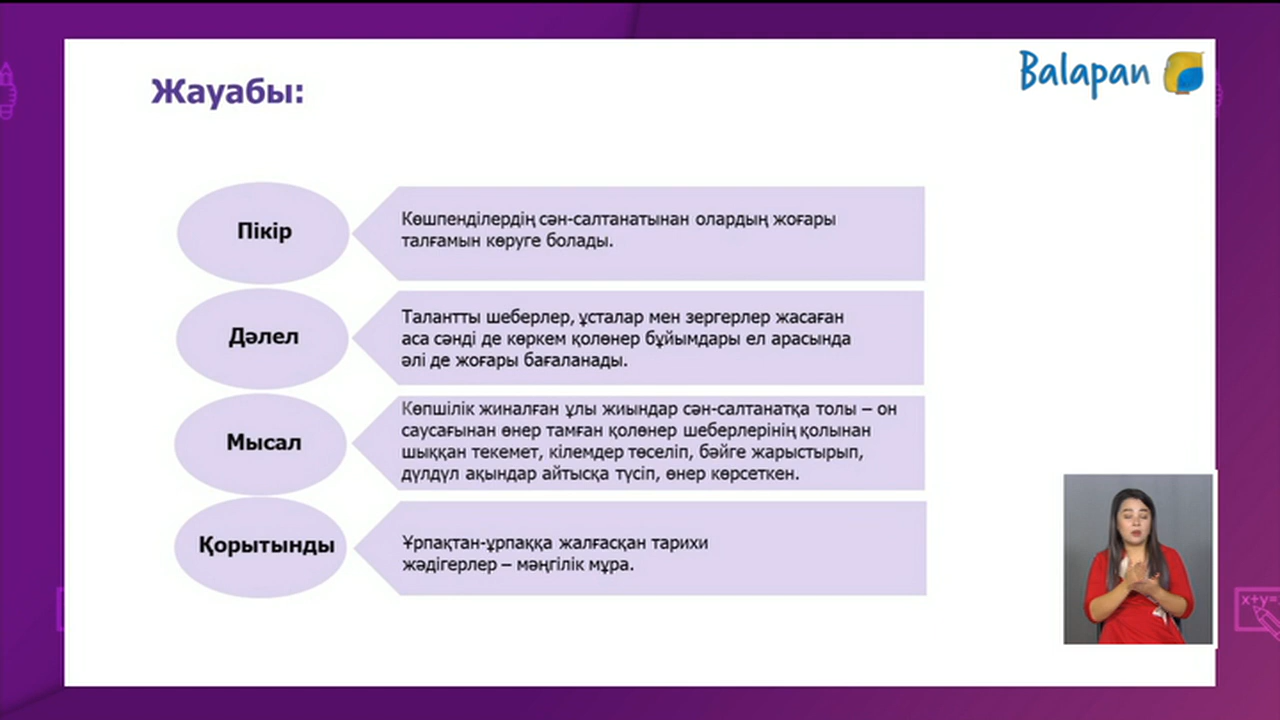 Жауабы:
Balapan
Пікір
Көшпенділердің сән-салтанатынан олардың жоғары
талғамын көруге болады.
Дәлел
Талантты шеберлер, ұсталар мен зергерлер жасаған
аса сәнді де көркем қолөнер бұйымдары ел арасында
әлі де жоғары бағаланады.
Мысал
Көпшілік жиналған ұлы жиындар сән-салтанатқа толы – он
саусағынан өнер тамған қолөнер шеберлерінің қолынан
шыққан текемет, кілемдер төселіп, бәйге жарыстырып,
дүлдүл ақындар айтысқа түсіп, өнер көрсеткен.
Қорытынды
Ұрпақтан-ұрпаққа жалғасқан тарихи
жәдігерлер – мәңгілік мұра.
x+y=